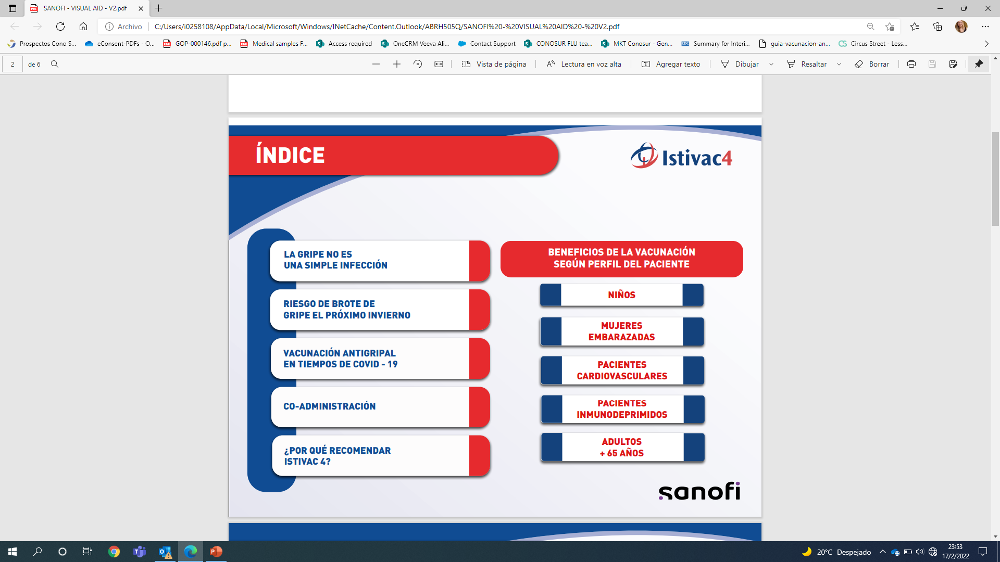 SANOFI - VISUAL AID - V2.pdf
Archivo
C:/Users/i0258108/AppData/Local/Microsoft/Windows/INetCache/Content.Outlook/ABRH505Q/SANOFI%20-%20VISUAL%20AID%20-%20V2.pdf
Prospectos Cono S...
eConsent-PDFs - O...
GOP-000146.pdf p...
Medical samples F...
Access required
OneCRM Veeva Ali...
Contact Support
CONOSUR FLU tea...
MKT Conosur - Gen...
Summary for Interi...
guia-vacunacion-an...
Circus Street - Less...
2 de 6
Vista de página
Lectura en voz alta
Agregar texto
Dibujar
Resaltar
Borrar
ÍNDICE
Istivac4
LA GRIPE NO ES
UNA SIMPLE INFECCIÓN
RIESGO DE BROTE DE
GRIPE EL PRÓXIMO INVIERNO
VACUNACIÓN ANTIGRIPAL
EN TIEMPOS DE COVID - 19
CO-ADMINISTRACIÓN
¿POR QUÉ RECOMENDAR
ISTIVAC 4?
BENEFICIOS DE LA VACUNACIÓN
SEGÚN PERFIL DEL PACIENTE
NIÑOS
MUJERES
EMBARAZADAS
PACIENTES
CARDIOVASCULARES
PACIENTES
INMUNODEPRIMIDOS
ADULTOS
+ 65 AÑOS
sanofi
20°C Despejado
23:53
17/2/2022